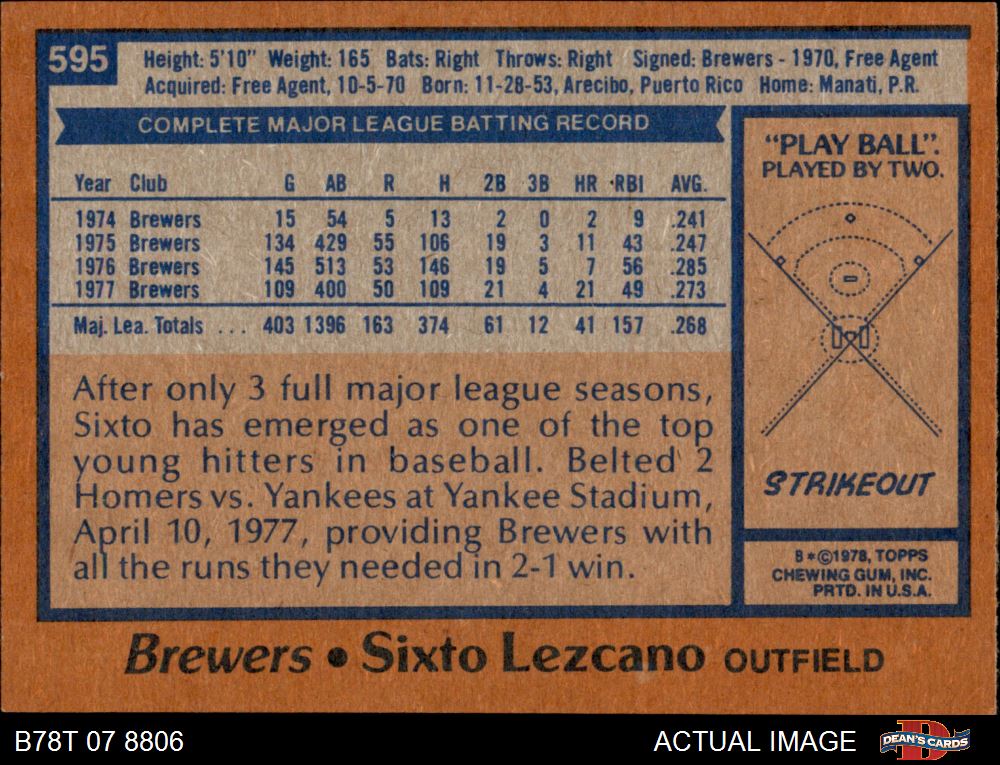 595
Height: 5'10" Weight: 165 Bats: Right Throws: Right Signed: Brewers - 1970, Free Agent
Acquired: Free Agent, 10-5-70 Born: 11-28-53, Arecibo, Puerto Rico Home: Manati, P.R.
COMPLETE MAJOR LEAGUE BATTING RECORD
Year Club G AB R H 2B 3B HR RBI AVG.
1974 Brewers 15 54 5 13 2 0 2 9 .241
1975 Brewers 134 429 55 106 19 3 11 43 .247
1976 Brewers 145 513 53 146 19 5 7 56 .285
1977 Brewers 109 400 50 109 21 4 21 49 .273
Maj. Lea. Totals ... 403 1396 163 374 61 12 41 157 .268
After only 3 full major league seasons,
Sixto has emerged as one of the top
young hitters in baseball. Belted 2
Homers vs. Yankees at Yankee Stadium,
April 10, 1977, providing Brewers with
all the runs they needed in 2-1 win.
"PLAY BALL":
PLAYED BY TWO.
STRIKEOUT
B*©1978, TOPPS
CHEWING GUM, INC.
PRTD. IN U.S.A.
Brewers • Sixto Lezcano OUTFIELD
B78T 07 8806
ACTUAL IMAGE
DEAN'S CARDS